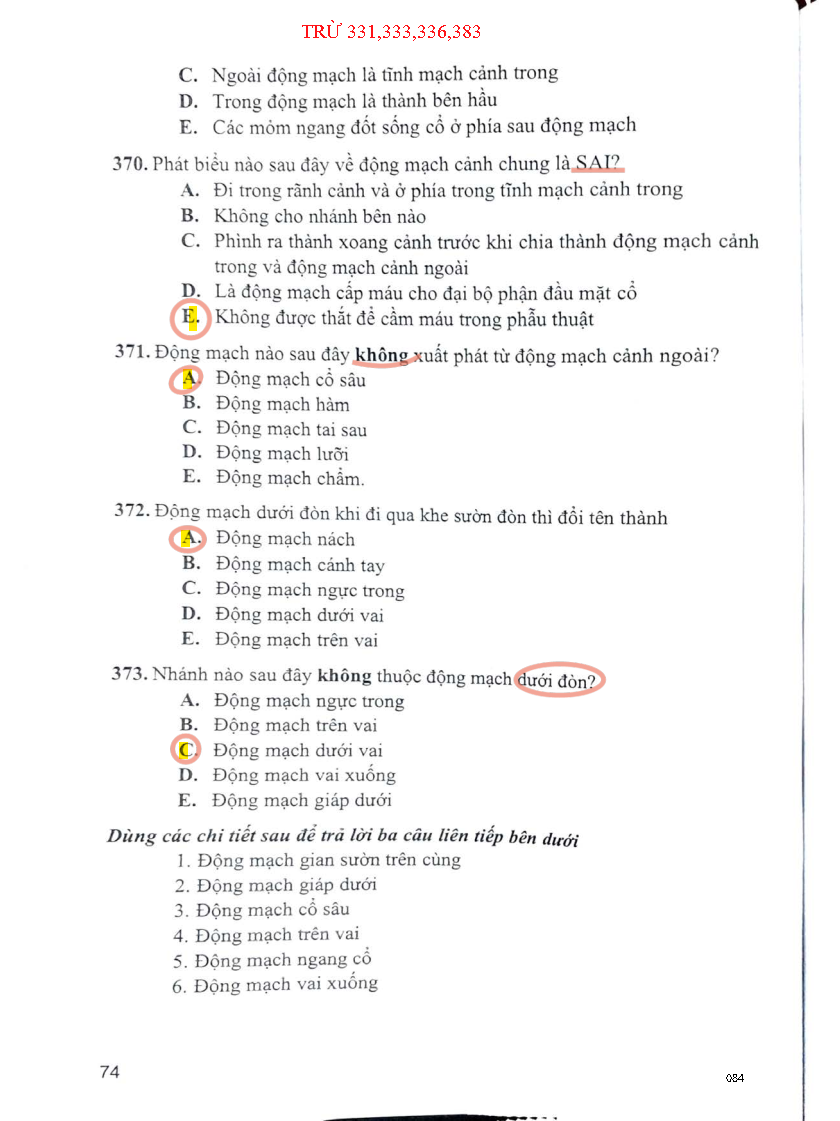 TRỪ 331,333,336,383
C. Ngoài động mạch là tĩnh mạch cảnh trong
D. Trong động mạch là thành bên hầu
E. Các mỏm ngang đốt sống cổ ở phía sau động mạch
370. Phát biểu nào sau đây về động mạch cảnh chung là SAI?
A. Đi trong rãnh cảnh và ở phía trong tĩnh mạch cảnh trong
B. Không cho nhánh bên nào
C. Phình ra thành xoang cảnh trước khi chia thành động mạch cảnh
trong và động mạch cảnh ngoài
D. Là động mạch cấp máu cho đại bộ phận đầu mặt cổ
E. Không được thắt để cầm máu trong phẫu thuật
371. Động mạch nào sau đây không xuất phát từ động mạch cảnh ngoài?
A. Động mạch cổ sâu
B. Động mạch hàm
C. Động mạch tai sau
D. Động mạch lưỡi
E. Động mạch chẩm.
372. Động mạch dưới đòn khi đi qua khe sườn đòn thì đổi tên thành
A. Động mạch nách
B. Động mạch cánh tay
C. Động mạch ngực trong
D. Động mạch dưới vai
E. Động mạch trên vai
373. Nhánh nào sau đây không thuộc động mạch dưới đòn?
A. Động mạch ngực trong
B. Động mạch trên vai
C. Động mạch dưới vai
D. Động mạch vai xuống
E. Động mạch giáp dưới
Dùng các chi tiết sau để trả lời ba câu liên tiếp bên dưới
1. Động mạch gian sườn trên cùng
2. Động mạch giáp dưới
3. Động mạch cổ sâu
4. Động mạch trên vai
5. Động mạch ngang cổ
6. Động mạch vai xuống
74
084